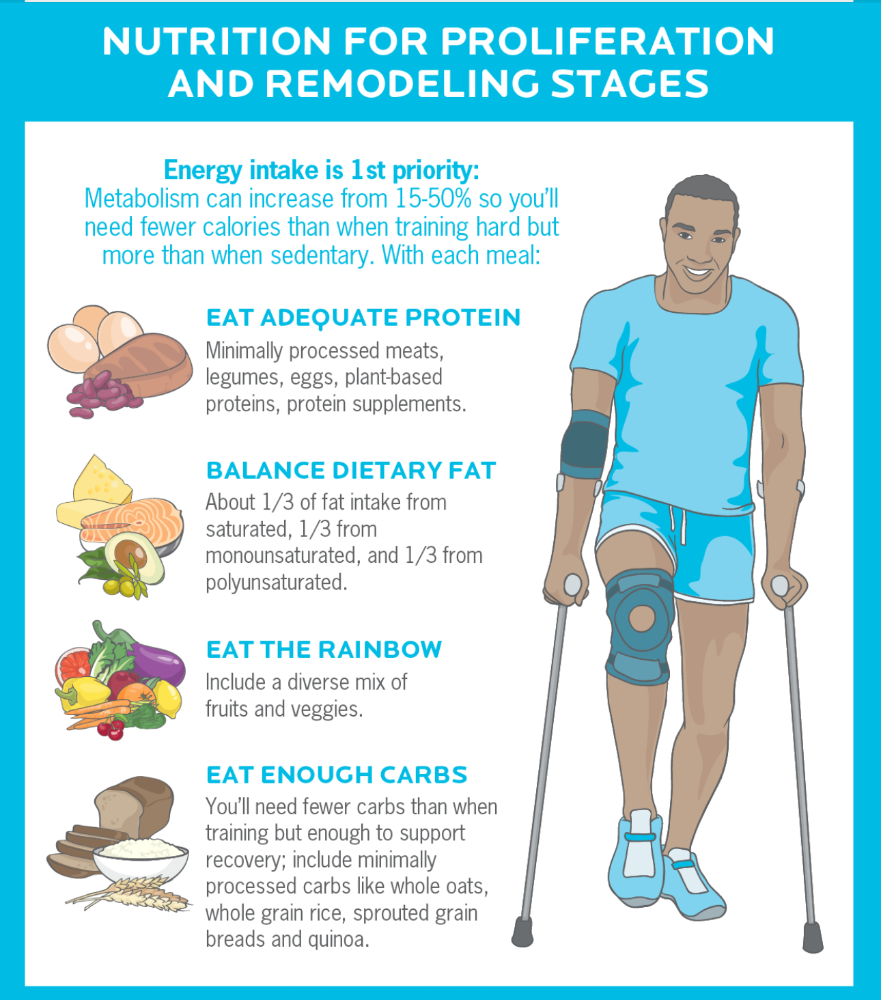 NUTRITION FOR PROLIFERATION
AND REMODELING STAGES
Energy intake is 1st priority:
Metabolism can increase from 15-50% so you'll
need fewer calories than when training hard but
more than when sedentary. With each meal:
EAT ADEQUATE PROTEIN
Minimally processed meats,
legumes, eggs, plant-based
proteins, protein supplements.
BALANCE DIETARY FAT
About 1/3 of fat intake from
saturated, 1/3 from
monounsaturated, and 1/3 from
polyunsaturated.
EAT THE RAINBOW
Include a diverse mix of
fruits and veggies.
EAT ENOUGH CARBS
You'll need fewer carbs than when
training but enough to support
recovery; include minimally
processed carbs like whole oats,
whole grain rice, sprouted grain
breads and quinoa.